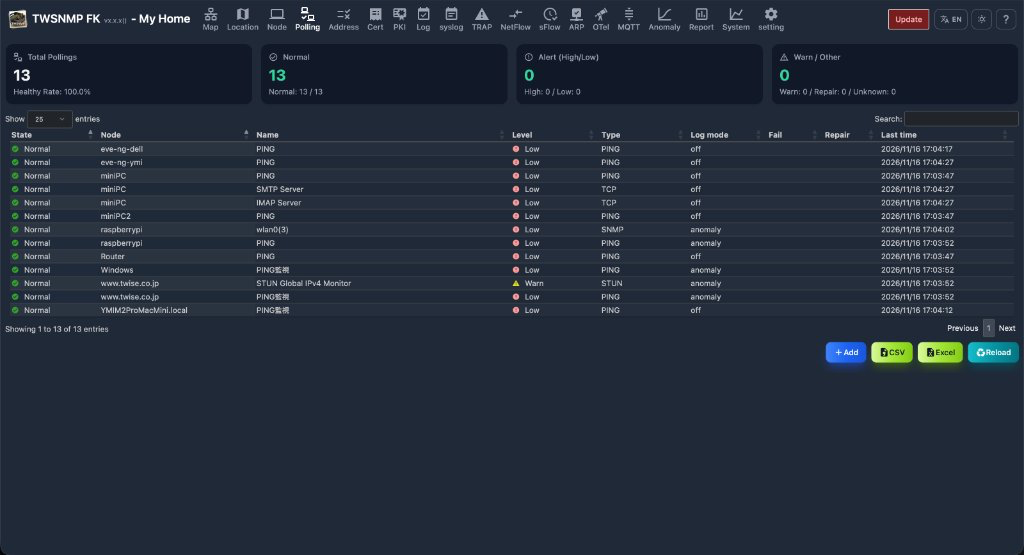 TWSNMP FK vx.x.x() - My Home
Map Location Node Polling Address Cert PKI Log syslog TRAP NetFlow sFlow ARP OTel MQTT Anomaly Report System setting
Update EN ?
Total Pollings
13
Healthy Rate: 100.0%
Normal
13
Normal: 13 / 13
Alert (High/Low)
0
High: 0 / Low: 0
Warn / Other
0
Warn: 0 / Repair: 0 / Unknown: 0
Show 25 entries
Search:
State Node Name Level Type Log mode Fail Repair Last time
Normal eve-ng-dell PING Low PING off 2026/11/16 17:04:17
Normal eve-ng-ymi PING Low PING off 2026/11/16 17:04:27
Normal miniPC PING Low PING off 2026/11/16 17:03:47
Normal miniPC SMTP Server Low TCP off 2026/11/16 17:04:27
Normal miniPC IMAP Server Low TCP off 2026/11/16 17:04:27
Normal miniPC2 PING Low PING off 2026/11/16 17:03:47
Normal raspberrypi wlan0(3) Low SNMP anomaly 2026/11/16 17:04:02
Normal raspberrypi PING Low PING anomaly 2026/11/16 17:03:52
Normal Router PING Low PING off 2026/11/16 17:03:47
Normal Windows PING監視 Low PING anomaly 2026/11/16 17:03:52
Normal www.twise.co.jp STUN Global IPv4 Monitor Warn STUN anomaly 2026/11/16 17:03:52
Normal www.twise.co.jp PING監視 Low PING anomaly 2026/11/16 17:03:52
Normal YMIM2ProMacMini.local PING監視 Low PING off 2026/11/16 17:04:12
Showing 1 to 13 of 13 entries
Previous 1 Next
+ Add CSV Excel Reload